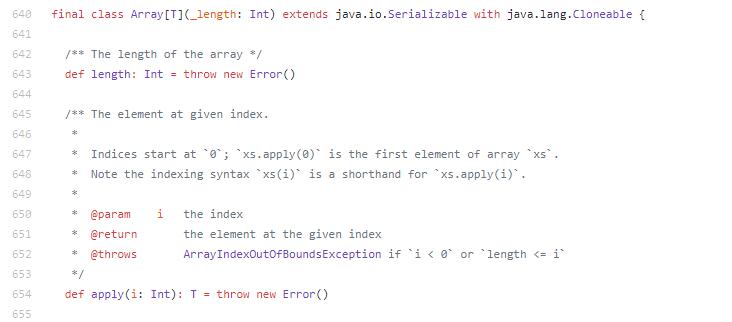 640 final class Array[T](_length: Int) extends java.io.Serializable with java.lang.Cloneable {
641
642 /** The length of the array */
643 def length: Int = throw new Error()
644
645 /** The element at given index.
646 *
647 * Indices start at `0`; `xs.apply(0)` is the first element of array `xs`.
648 * Note the indexing syntax `xs(i)` is a shorthand for `xs.apply(i)`.
649 *
650 * @param i the index
651 * @return the element at the given index
652 * @throws ArrayIndexOutOfBoundsException if `i < 0` or `length <= i`
653 */
654 def apply(i: Int): T = throw new Error()
655